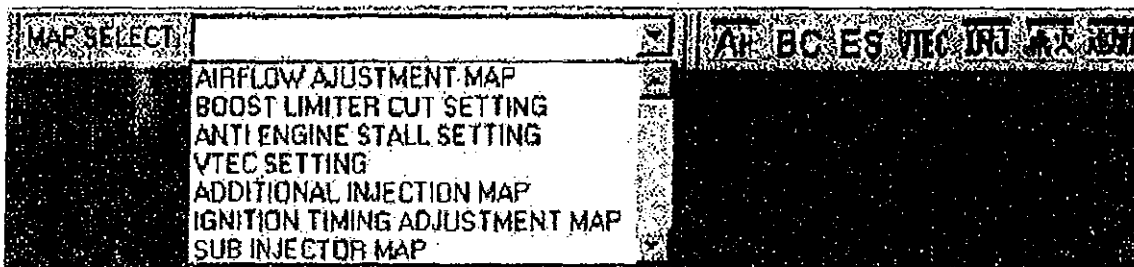 MAP SELECT: AF BC ES VTEC INJ
AIRFLOW AJUSTMENT MAP
BOOST LIMITER CUT SETTING
ANTI ENGINE STALL SETTING
VTEC SETTING
ADDITIONAL INJECTION MAP
IGNITION TIMING ADJUSTMENT MAP
SUB INJECTOR MAP